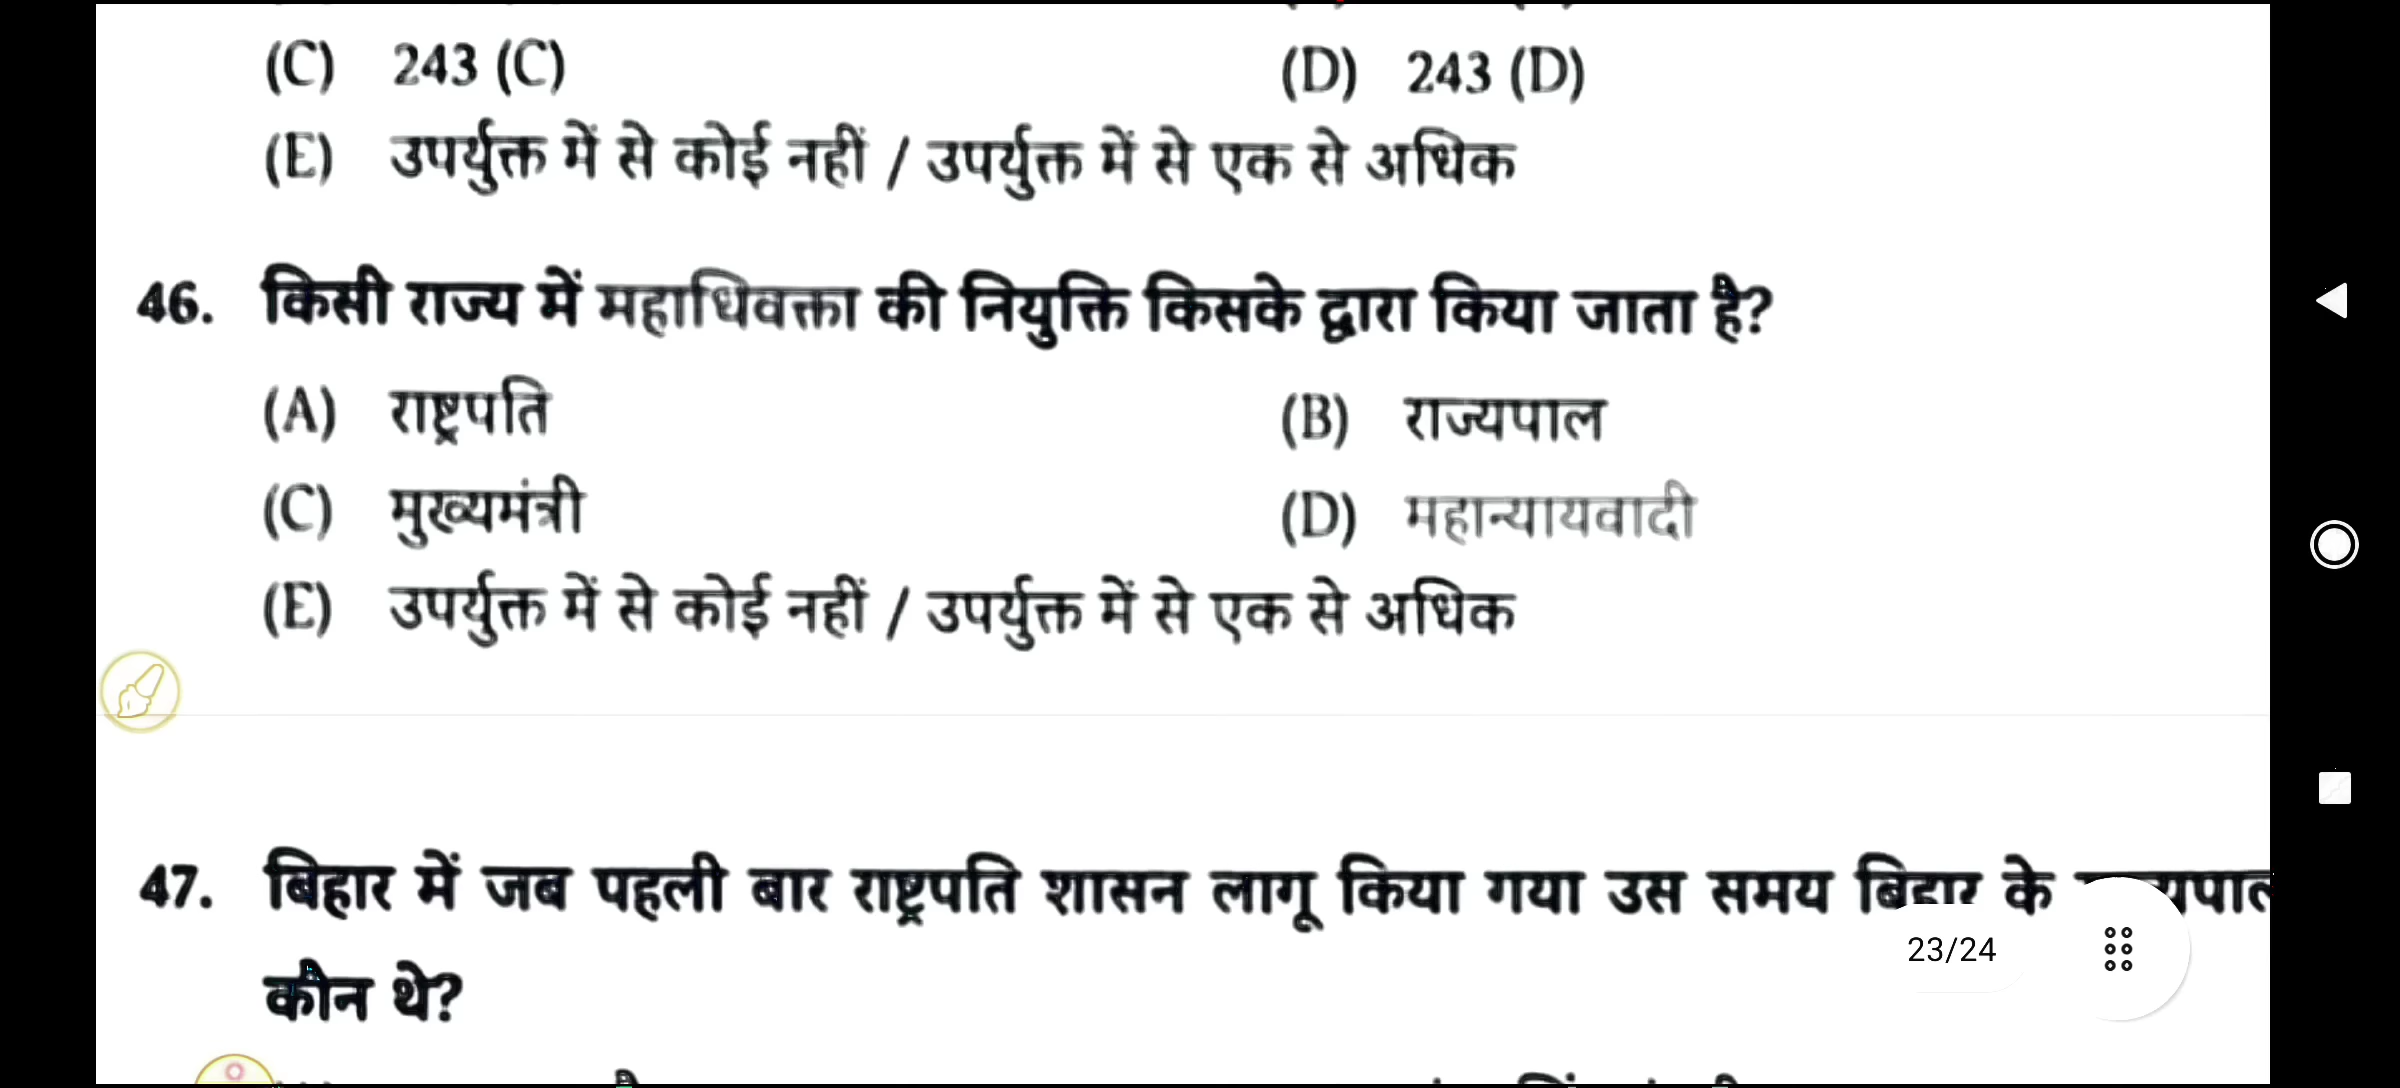 (C) 243 (C) (D) 243 (D)
(E) उपर्युक्त में से कोई नहीं / उपर्युक्त में से एक से अधिक
46. किसी राज्य में महाधिवक्ता की नियुक्ति किसके द्वारा किया जाता है?
(A) राष्ट्रपति (B) राज्यपाल
(C) मुख्यमंत्री (D) महान्यायवादी
(E) उपर्युक्त में से कोई नहीं / उपर्युक्त में से एक से अधिक
47. बिहार में जब पहली बार राष्ट्रपति शासन लागू किया गया उस समय बिहार के
कौन थे?
23/24